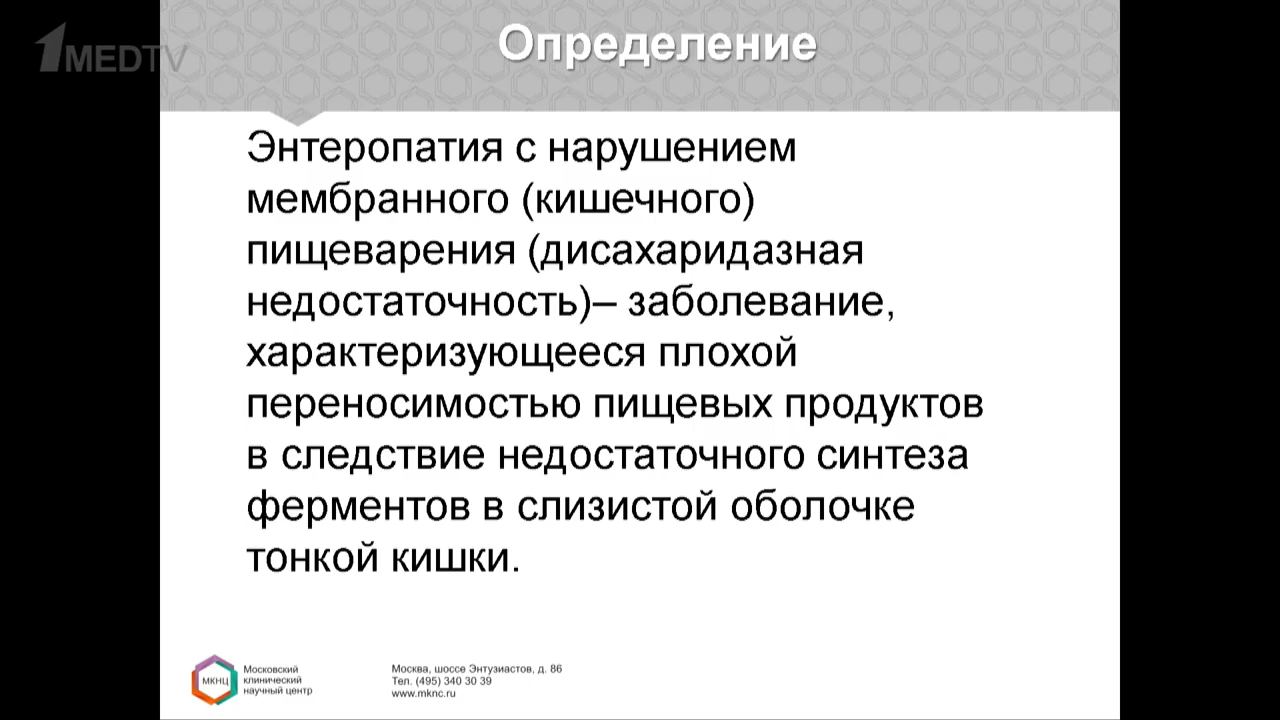 1MEDTV
Определение
Энтеропатия с нарушением
мембранного (кишечного)
пищеварения (дисахаридазная
недостаточность)– заболевание,
характеризующееся плохой
переносимостью пищевых продуктов
в следствие недостаточного синтеза
ферментов в слизистой оболочке
тонкой кишки.
МКНЦ
Московский
клинический
научный центр
Москва, шоссе Энтузиастов, д. 86
Тел. (495) 340 30 39
www.mknc.ru